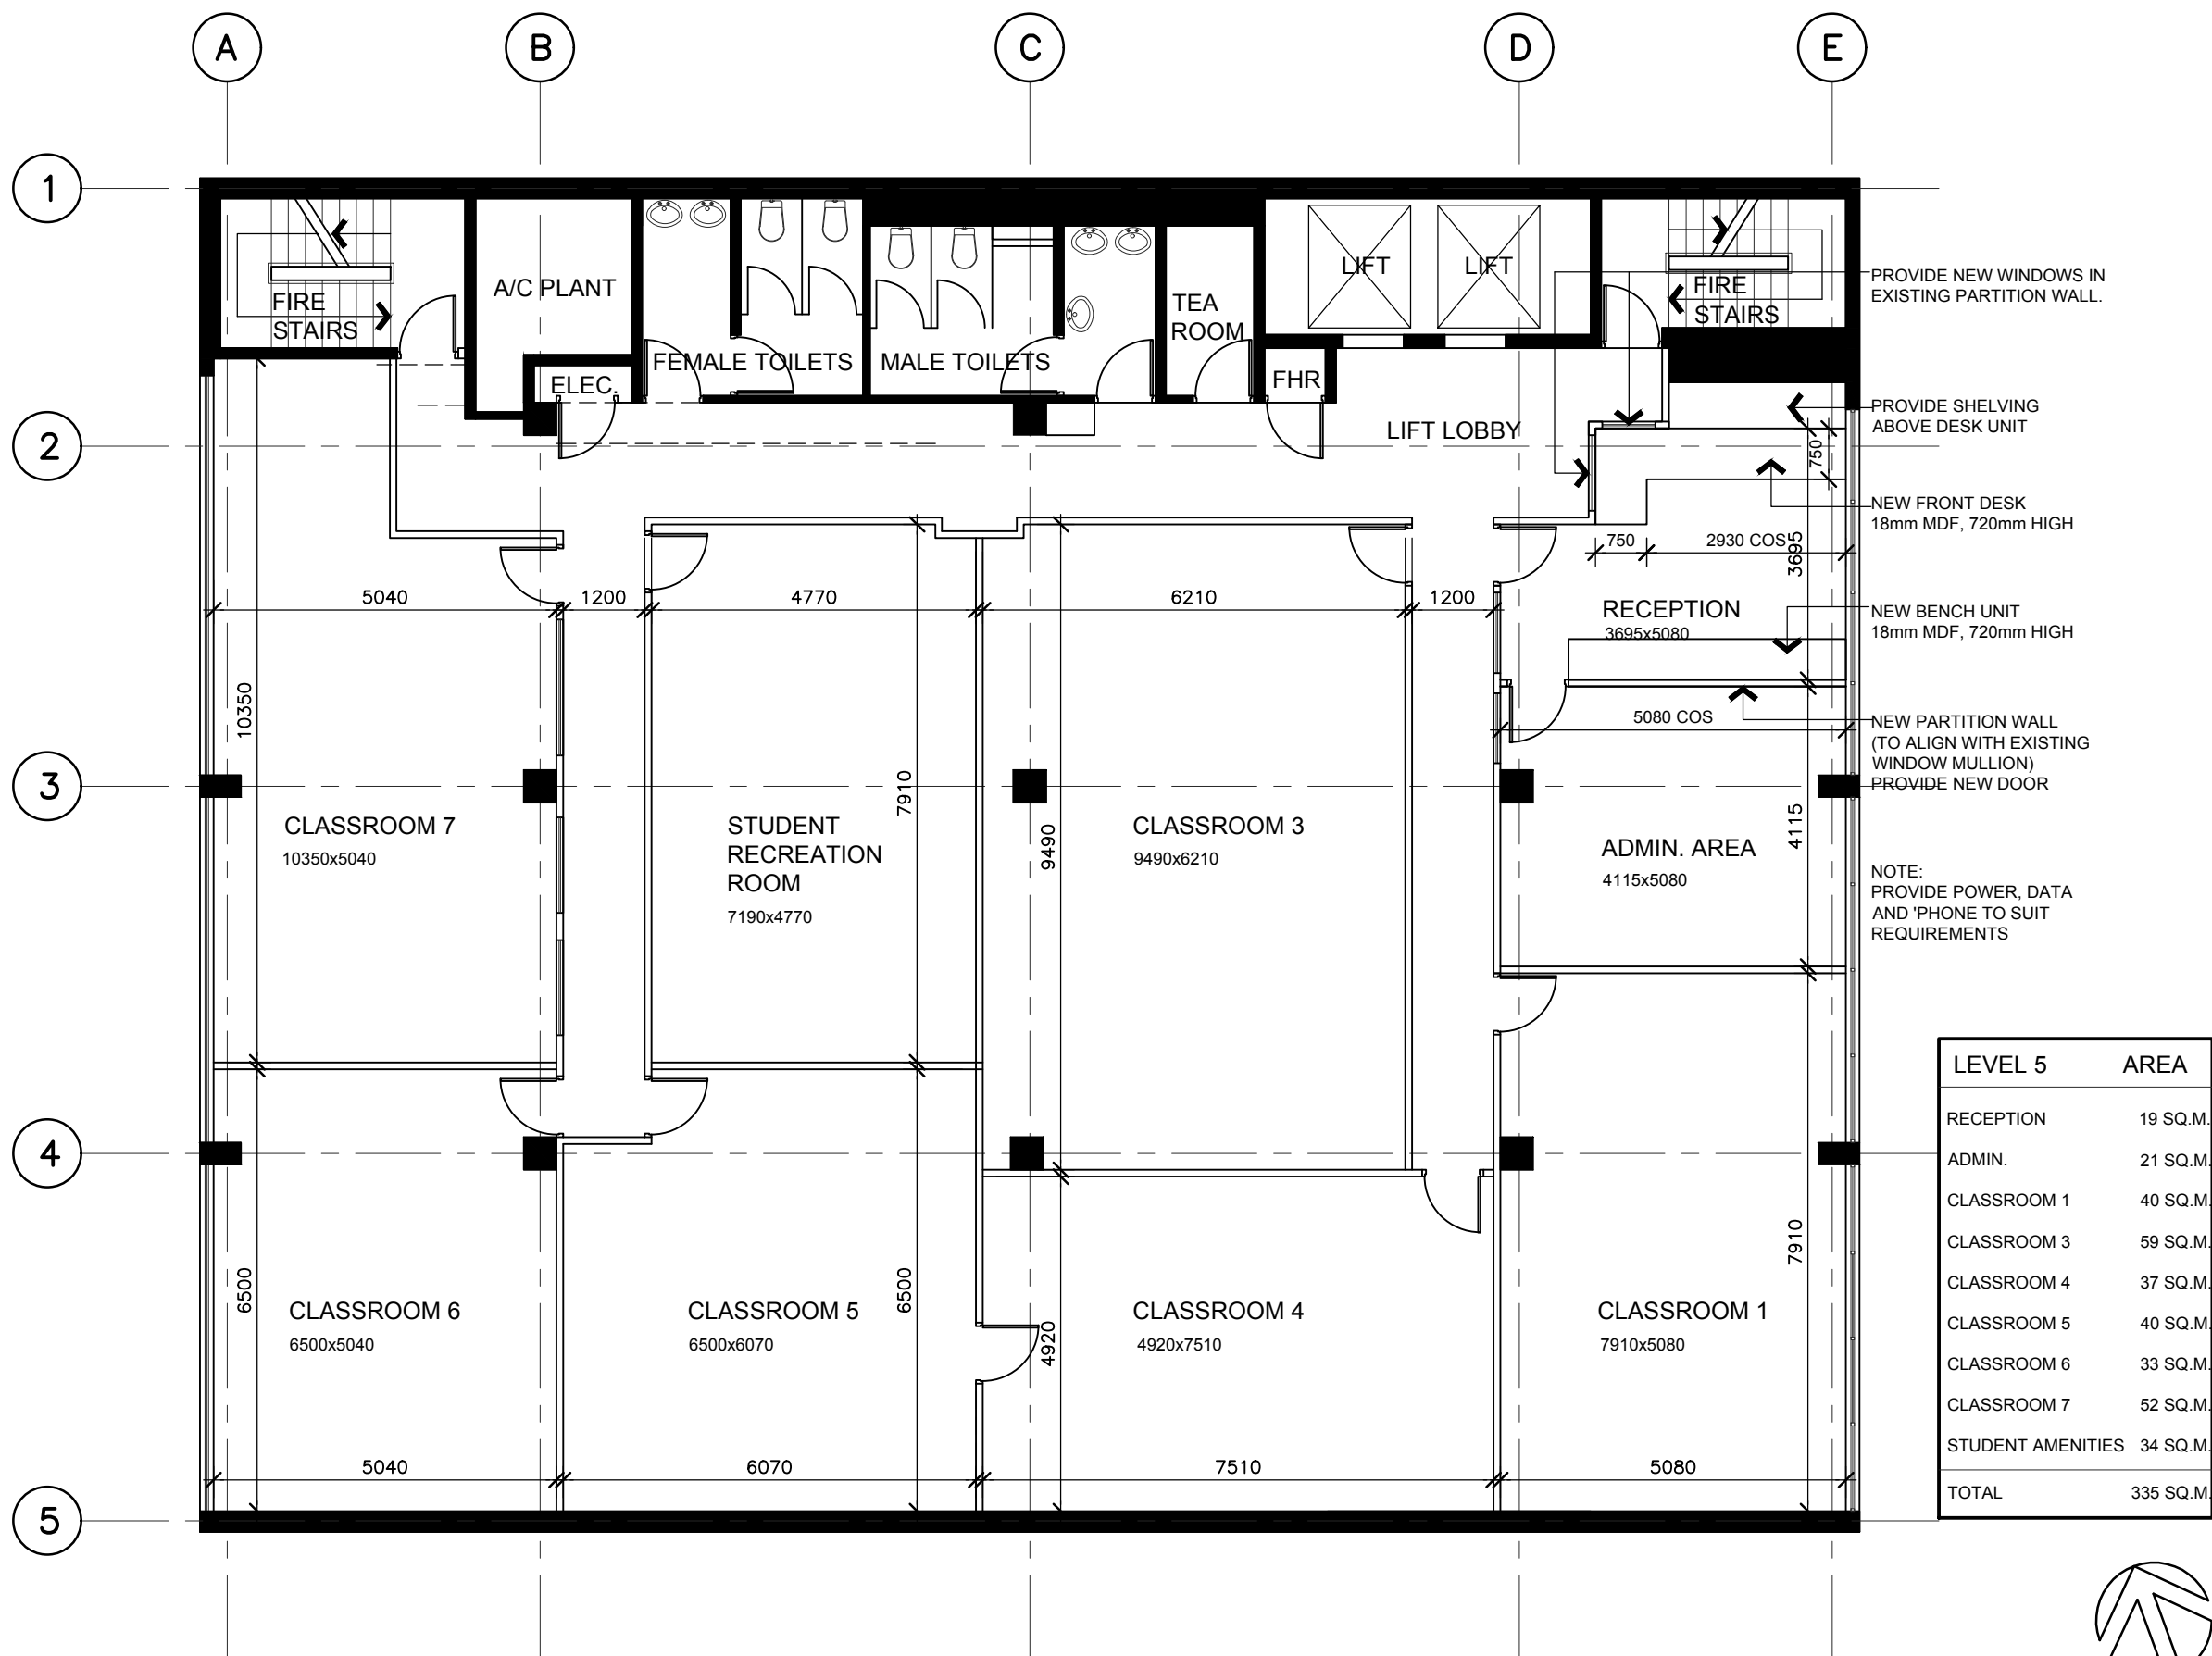 A
B
C
D
E
1
2
3
4
5
FIRE
STAIRS
A/C PLANT
ELEC.
FEMALE TOILETS
MALE TOILETS
TEA
ROOM
FHR
LIFT
LIFT
LIFT LOBBY
FIRE
STAIRS
PROVIDE NEW WINDOWS IN
EXISTING PARTITION WALL.
PROVIDE SHELVING
ABOVE DESK UNIT
750
NEW FRONT DESK
18mm MDF, 720mm HIGH
750
2930 COS
3695
5040
1200
4770
6210
1200
RECEPTION
3695x5080
NEW BENCH UNIT
18mm MDF, 720mm HIGH
10350
5080 COS
NEW PARTITION WALL
(TO ALIGN WITH EXISTING
WINDOW MULLION)
PROVIDE NEW DOOR
CLASSROOM 7
10350x5040
STUDENT
RECREATION
ROOM
7190x4770
7910
CLASSROOM 3
9490x6210
9490
ADMIN. AREA
4115x5080
4115
NOTE:
PROVIDE POWER, DATA
AND 'PHONE TO SUIT
REQUIREMENTS
6500
CLASSROOM 6
6500x5040
CLASSROOM 5
6500x6070
6500
CLASSROOM 4
4920x7510
4920
CLASSROOM 1
7910x5080
7910
5040
6070
7510
5080
LEVEL 5 AREA
RECEPTION 19 SQ.M.
ADMIN. 21 SQ.M.
CLASSROOM 1 40 SQ.M.
CLASSROOM 3 59 SQ.M.
CLASSROOM 4 37 SQ.M.
CLASSROOM 5 40 SQ.M.
CLASSROOM 6 33 SQ.M.
CLASSROOM 7 52 SQ.M.
STUDENT AMENITIES 34 SQ.M.
TOTAL 335 SQ.M.